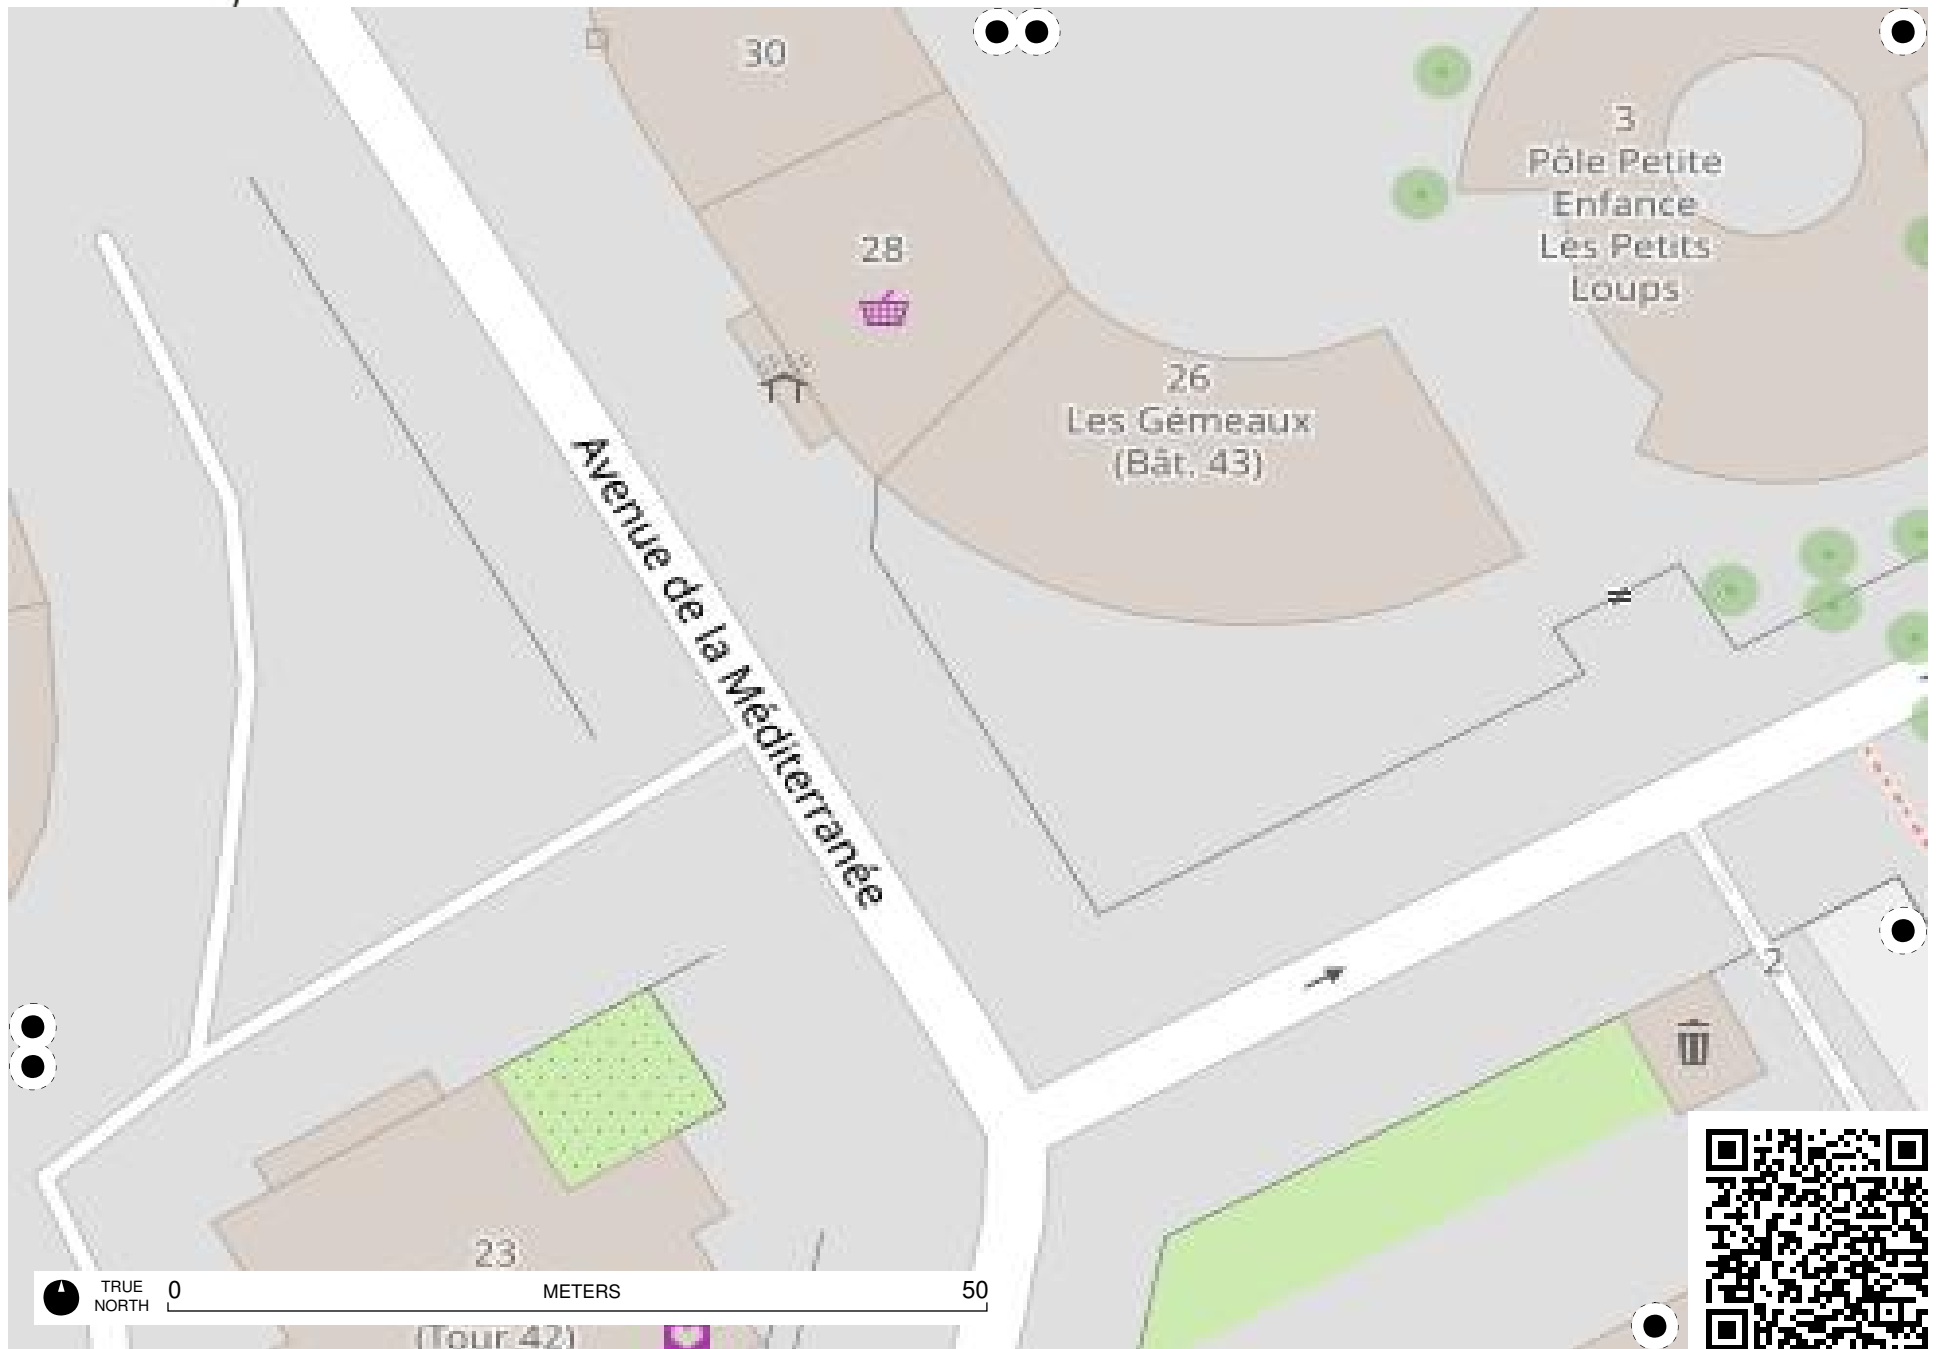 30
3
Pôle Petite
Enfance
Les Petits
Loups
28
26
Les Gémeaux
(Bât. 43)
Avenue de la Méditerranée
2
23
(Tour 42)
TRUE
NORTH
0
METERS
50